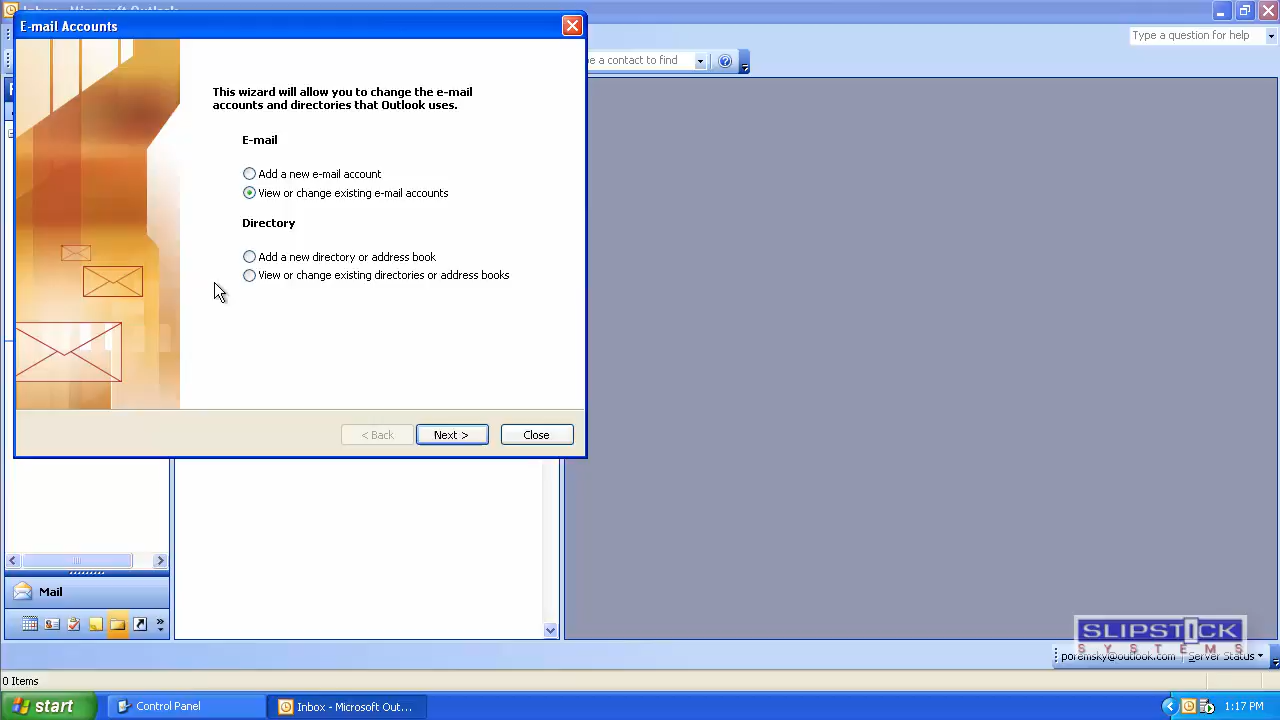 E-mail Accounts
Type a question for help
e a contact to find
This wizard will allow you to change the e-mail
accounts and directories that Outlook uses.
E-mail
Add a new e-mail account
View or change existing e-mail accounts
Directory
Add a new directory or address book
View or change existing directories or address books
< Back
Next >
Close
Mail
SLIPSTICK
SYSTEMS
poremsky@outlook.com
Server Status
0 Items
start
Control Panel
Inbox - Microsoft Out...
1:17 PM